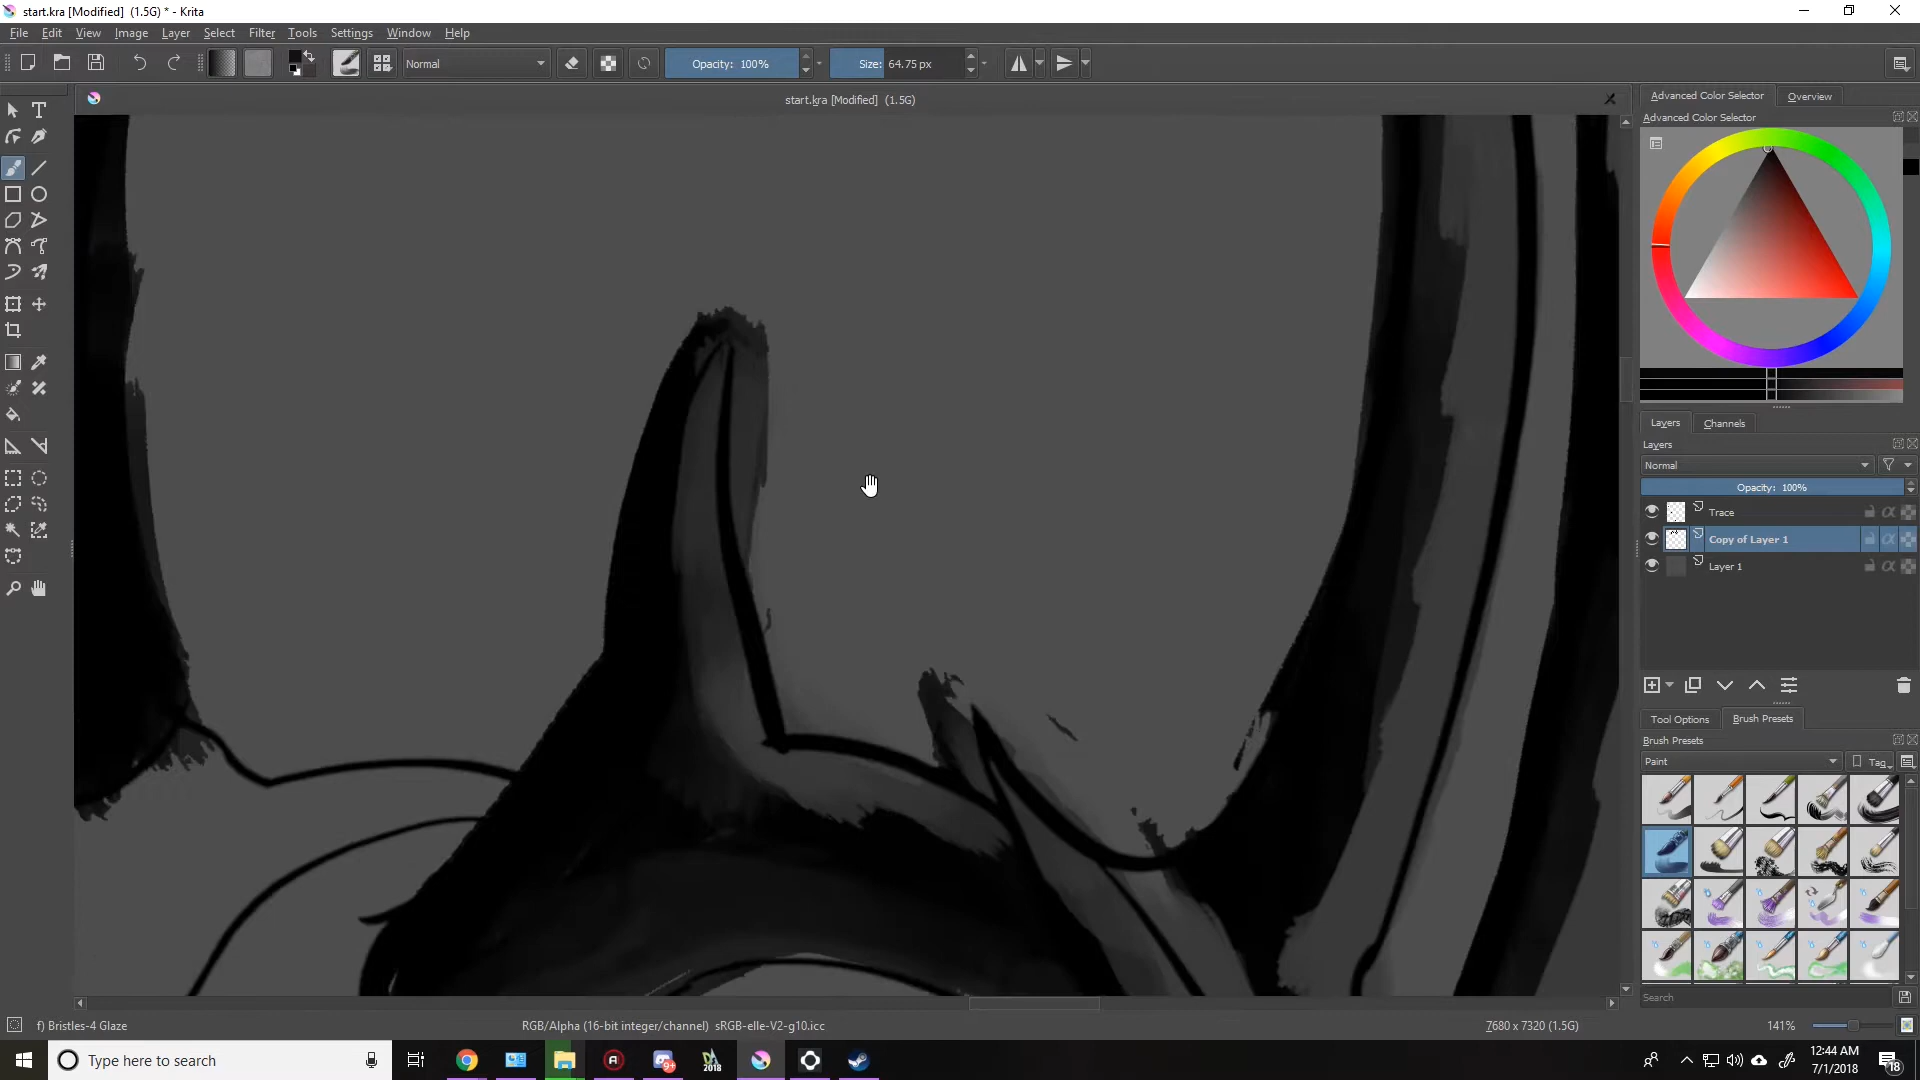 start.kra [Modified]  (1.5G) * - Krita
File Edit View Image Layer Filter Tools Settings Window Help
Normal Opacity: 100% Size: 64.75 px
start.kra [Modified]  (1.5G)
Advanced Color Selector Overview
Advanced Color Selector
Layers Channels
Layers
Normal
Opacity: 100%
Trace
Copy of Layer 1
Layer 1
Tool Options Brush Presets
Brush Presets
Paint Tag
Search
f) Bristles-4 Glaze RGB/Alpha (16-bit integer/channel)  sRGB-elle-V2-g10.icc 7680 x 7320 (1.5G) 141%
Type here to search 9+ 2018 12:44 AM
7/1/2018 18